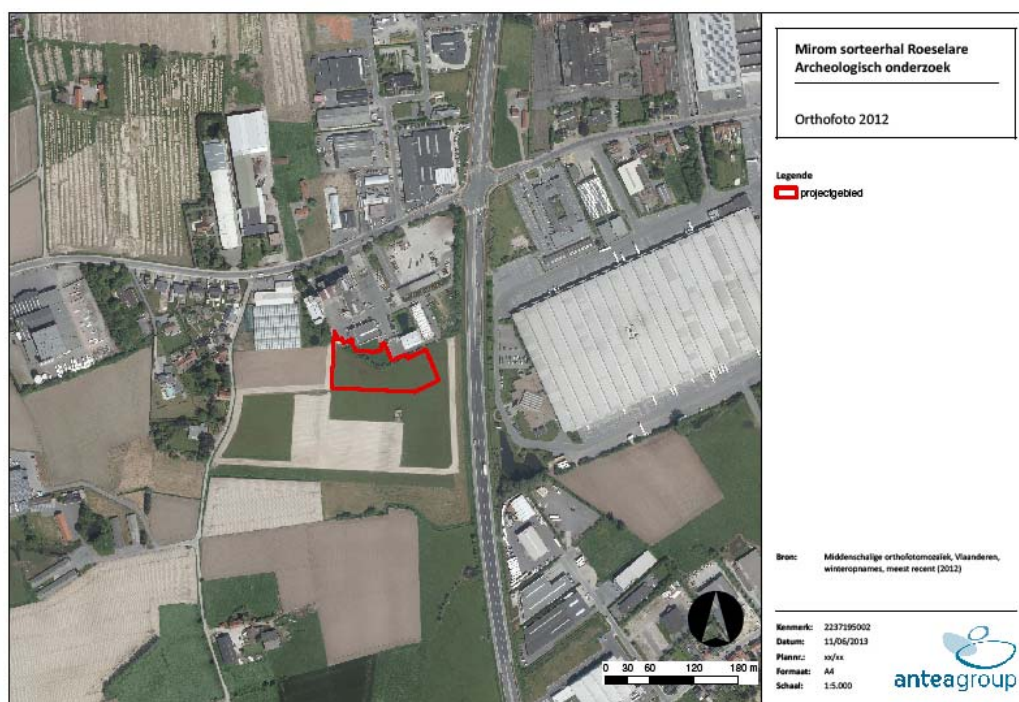 Mirom sorteerhal Roeselare
Archeologisch onderzoek
Orthofoto 2012
Legende
projectgebied
Bron: Middenschalige orthofotomozaïek, Vlaanderen,
winteropnames, meest recent (2012)
Kenmerk: 2237195002
Datum: 11/06/2013
Plannr.: xx/xx
Formaat: A4
Schaal: 1:5.000
anteagroup
0 30 60 120 180 m